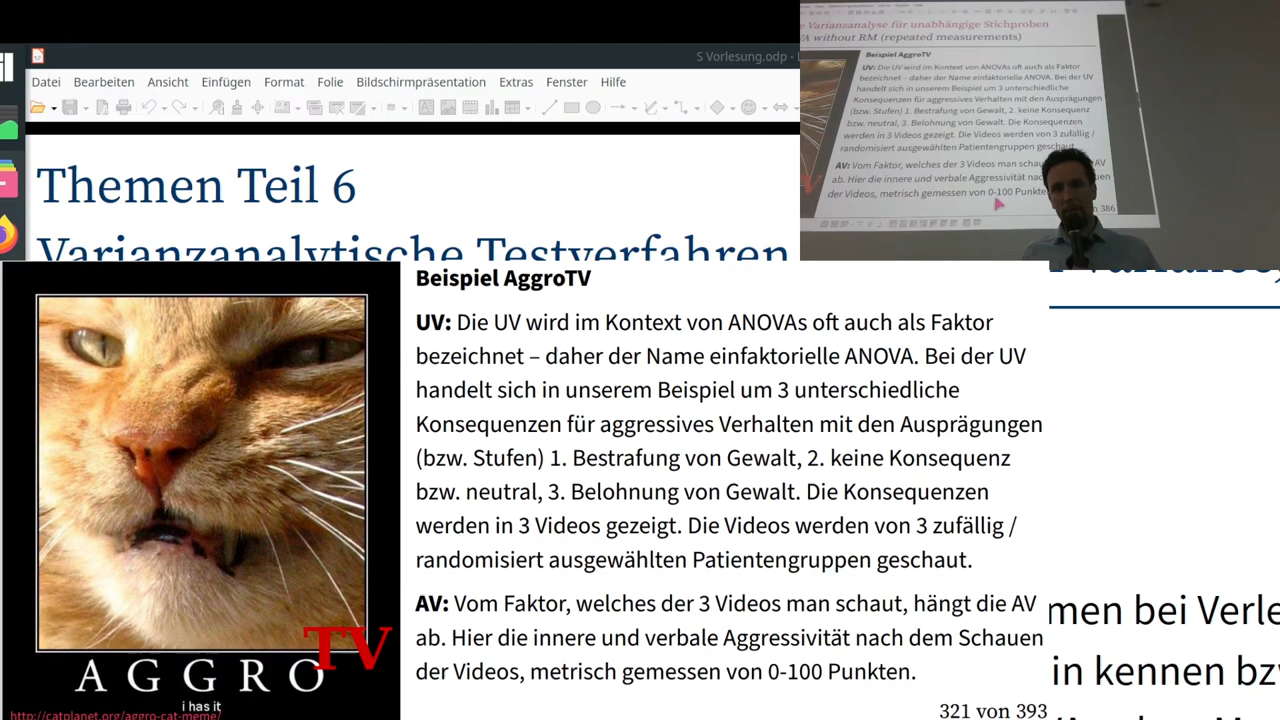 S Vorlesung.odp - L
Datei Bearbeiten Ansicht Einfügen Format Folie Bildschirmpräsentation Extras Fenster Hilfe
Themen Teil 6
Varianzanalytische Testverfahren
Varianzanalyse für unabhängige Stichproben
A without RM (repeated measurements)
Beispiel AggroTV
UV: Die UV wird im Kontext von ANOVAs oft auch als Faktor
bezeichnet – daher der Name einfaktorielle ANOVA. Bei der UV
handelt sich in unserem Beispiel um 3 unterschiedliche
Konsequenzen für aggressives Verhalten mit den Ausprägungen
(bzw. Stufen) 1. Bestrafung von Gewalt, 2. keine Konsequenz
bzw. neutral, 3. Belohnung von Gewalt. Die Konsequenzen
werden in 3 Videos gezeigt. Die Videos werden von 3 zufällig /
randomisiert ausgewählten Patientengruppen geschaut.
AV: Vom Faktor, welches der 3 Videos man schau AV
ab. Hier die innere und verbale Aggressivität nac uen
der Videos, metrisch gemessen von 0-100 Punkte
n 386
Beispiel AggroTV
UV: Die UV wird im Kontext von ANOVAs oft auch als Faktor
bezeichnet – daher der Name einfaktorielle ANOVA. Bei der UV
handelt sich in unserem Beispiel um 3 unterschiedliche
Konsequenzen für aggressives Verhalten mit den Ausprägungen
(bzw. Stufen) 1. Bestrafung von Gewalt, 2. keine Konsequenz
bzw. neutral, 3. Belohnung von Gewalt. Die Konsequenzen
werden in 3 Videos gezeigt. Die Videos werden von 3 zufällig /
randomisiert ausgewählten Patientengruppen geschaut.
AV: Vom Faktor, welches der 3 Videos man schaut, hängt die AV
ab. Hier die innere und verbale Aggressivität nach dem Schauen
der Videos, metrisch gemessen von 0-100 Punkten.
321 von 393
AGGRO
TV
i has it
http://catplanet.org/aggro-cat-meme/
men bei Verle
in kennen bzw